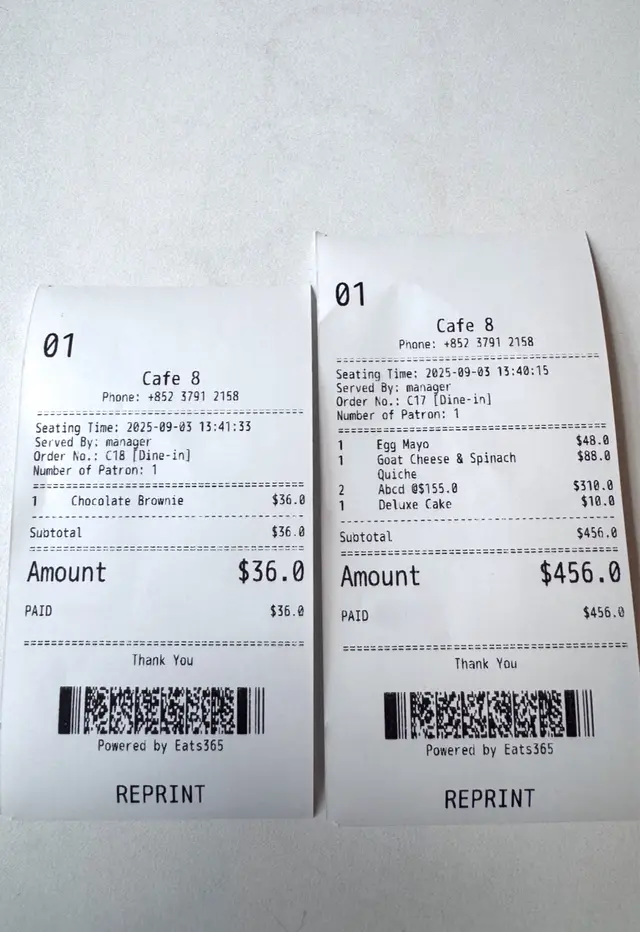 01
Cafe 8
Phone: +852 3791 2158
Seating Time: 2025-09-03 13:41:33
Served By: manager
Order No.: C18 [Dine-in]
Number of Patron: 1
1 Chocolate Brownie $36.0
Subtotal $36.0
Amount $36.0
PAID $36.0
Thank You
Powered by Eats365
REPRINT
01
Cafe 8
Phone: +852 3791 2158
Seating Time: 2025-09-03 13:40:15
Served By: manager
Order No.: C17 [Dine-in]
Number of Patron: 1
1 Egg Mayo $48.0
1 Goat Cheese & Spinach $88.0
Quiche
2 Abcd @$155.0 $310.0
1 Deluxe Cake $10.0
Subtotal $456.0
Amount $456.0
PAID $456.0
Thank You
Powered by Eats365
REPRINT